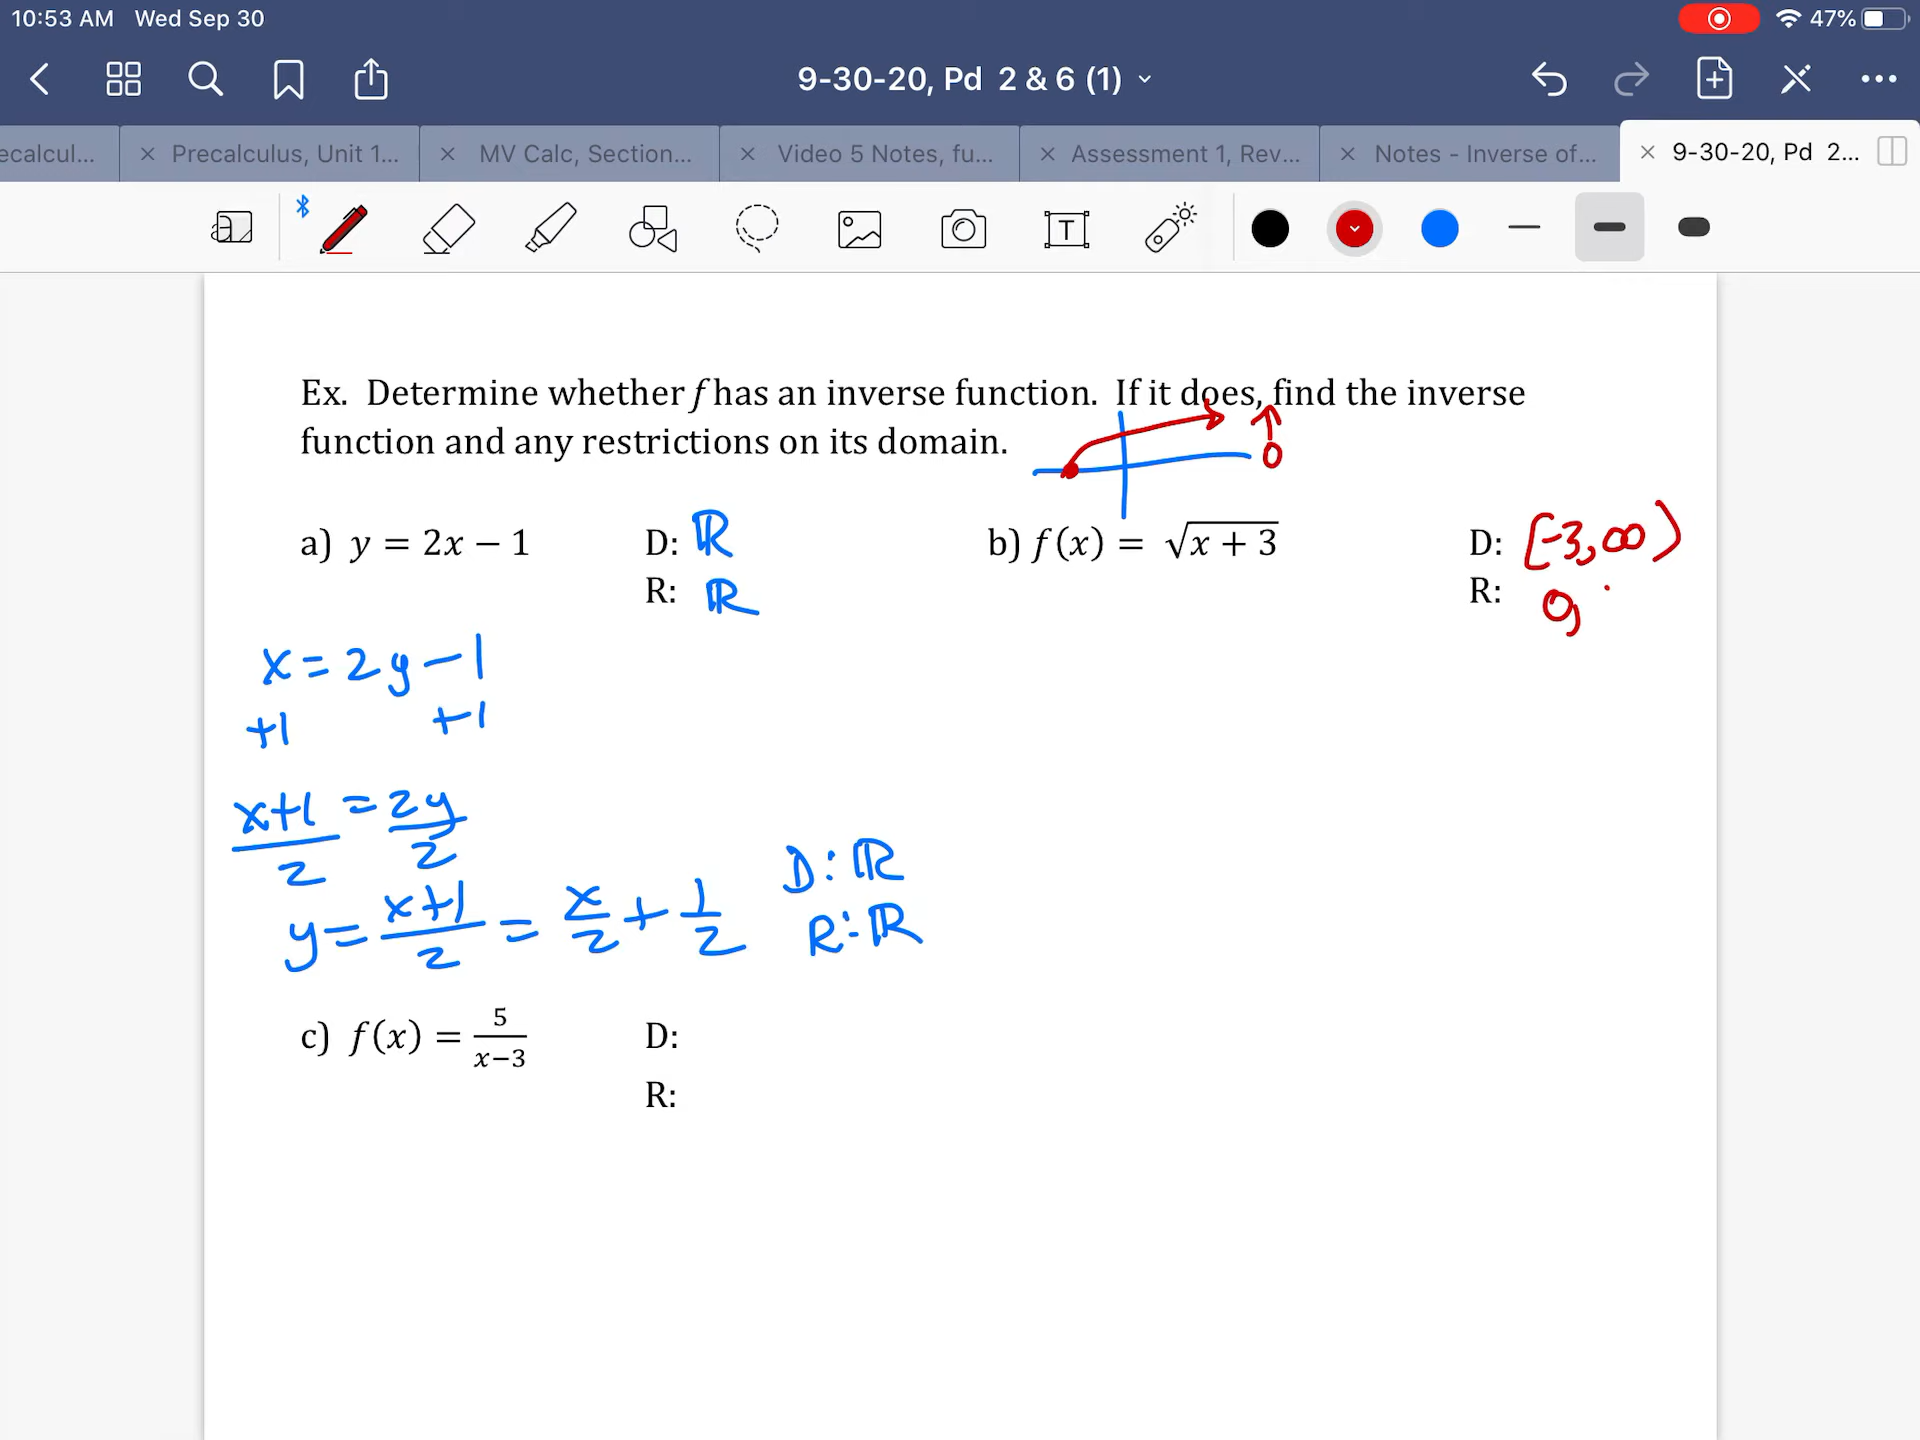 10:53 AM Wed Sep 30
47%
9-30-20, Pd 2 & 6 (1)
ecalcul...
× Precalculus, Unit 1...
× MV Calc, Section...
× Video 5 Notes, fu...
× Assessment 1, Rev...
× Notes - Inverse of...
× 9-30-20, Pd 2...
T
Ex. Determine whether f has an inverse function. If it does, find the inverse
function and any restrictions on its domain.
0
a) y = 2x − 1 D: ℝ
R: ℝ
b) f(x) = √(x + 3) D: [-3,∞)
R: 0,
x = 2y − 1
+1 +1
x+1/2 = 2y/2
y = x+1/2 = x/2 + 1/2
D: ℝ
R: ℝ
c) f(x) = 5/x−3 D:
R: